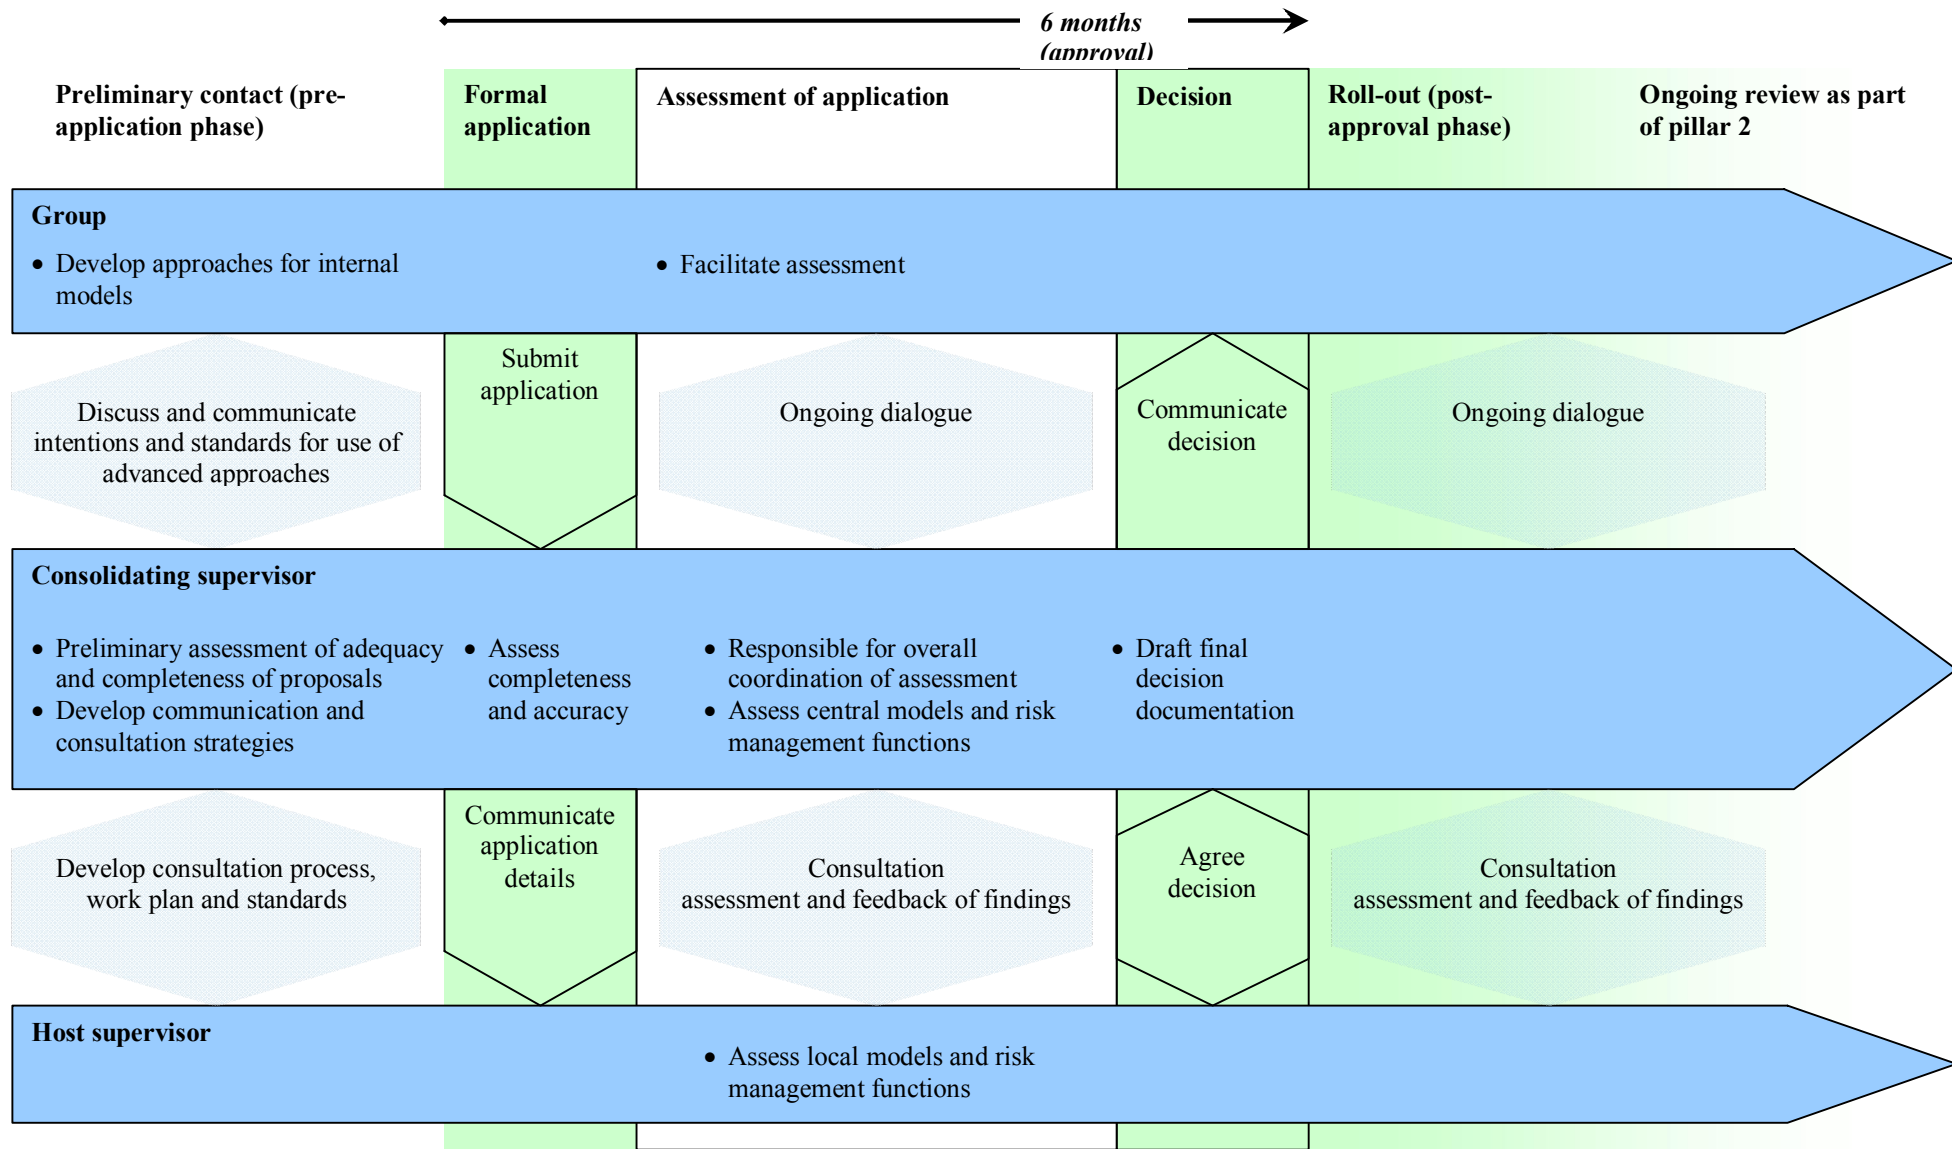 6 months
(approval)
Preliminary contact (pre-
application phase)
Formal
application
Assessment of application
Decision
Roll-out (post-
approval phase)
Ongoing review as part
of pillar 2
Group
• Develop approaches for internal
models
• Facilitate assessment
Discuss and communicate
intentions and standards for use of
advanced approaches
Submit
application
Ongoing dialogue
Communicate
decision
Ongoing dialogue
Consolidating supervisor
• Preliminary assessment of adequacy
and completeness of proposals
• Develop communication and
consultation strategies
• Assess
completeness
and accuracy
• Responsible for overall
coordination of assessment
• Assess central models and risk
management functions
• Draft final
decision
documentation
Develop consultation process,
work plan and standards
Communicate
application
details
Consultation
assessment and feedback of findings
Agree
decision
Consultation
assessment and feedback of findings
Host supervisor
• Assess local models and risk
management functions